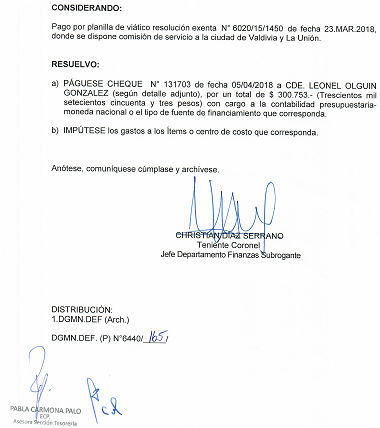 CONSIDERANDO:
Pago por planilla de viático resolución exenta N° 6020/15/1450 de fecha 23.MAR.2018,
donde se dispone comisión de servicio a la ciudad de Valdivia y La Unión.
RESUELVO:
a) PÁGUESE CHEQUE N° 131703 de fecha 05/04/2018 a CDE. LEONEL OLGUIN
GONZALEZ (según detalle adjunto), por un total de $ 300.753.- (Trescientos mil
setecientos cincuenta y tres pesos) con cargo a la contabilidad presupuestaria-
moneda nacional o el tipo de fuente de financiamiento que corresponda.
b) IMPÚTESE los gastos a los Ítems o centro de costo que corresponda.
Anótese, comuníquese cúmplase y archívese.
CHRISTIAN DÍAZ SERRANO
Teniente Coronel
Jefe Departamento Finanzas Subrogante
DISTRIBUCIÓN:
1.DGMN.DEF (Arch.)
DGMN.DEF. (P) N°6440/ 165 /
PABLA CARMONA PALO
ECP.
Asesora Sección Tesorería